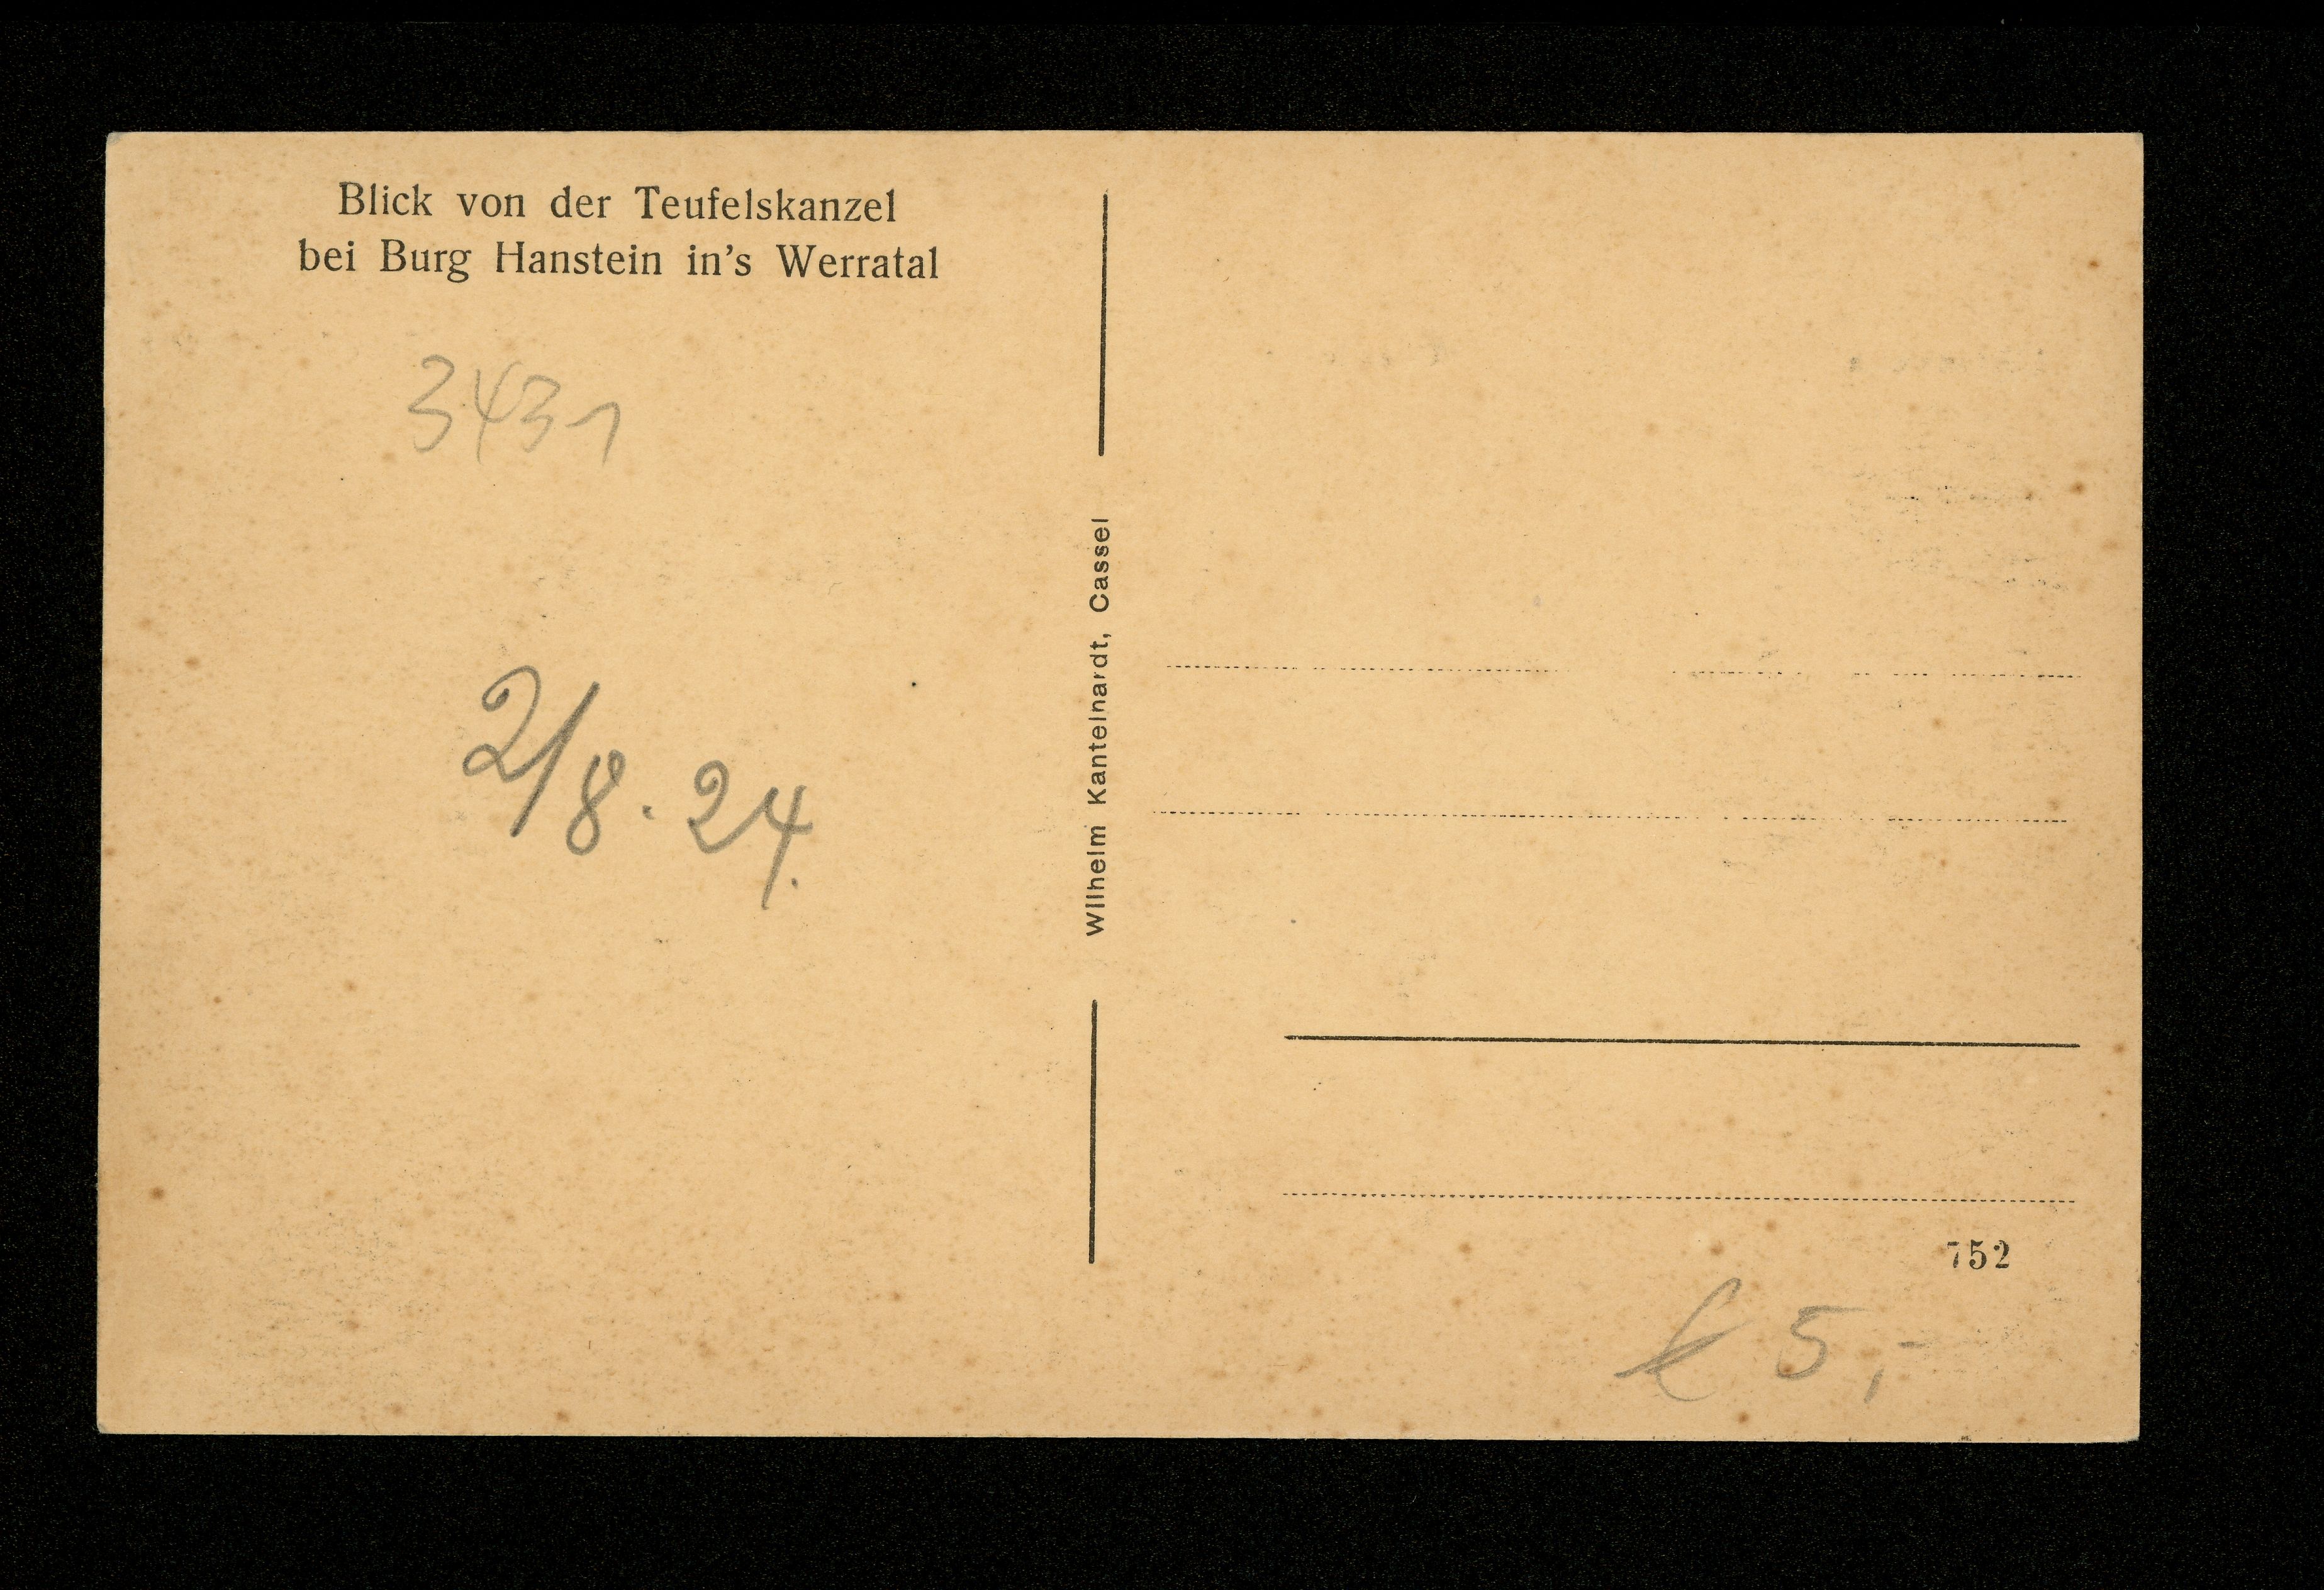 Blick von der Teufelskanzel
bei Burg Hanstein in's Werratal
3431
2/8. 24.
Wilhelm Kantelhardt, Cassel
752
5,-